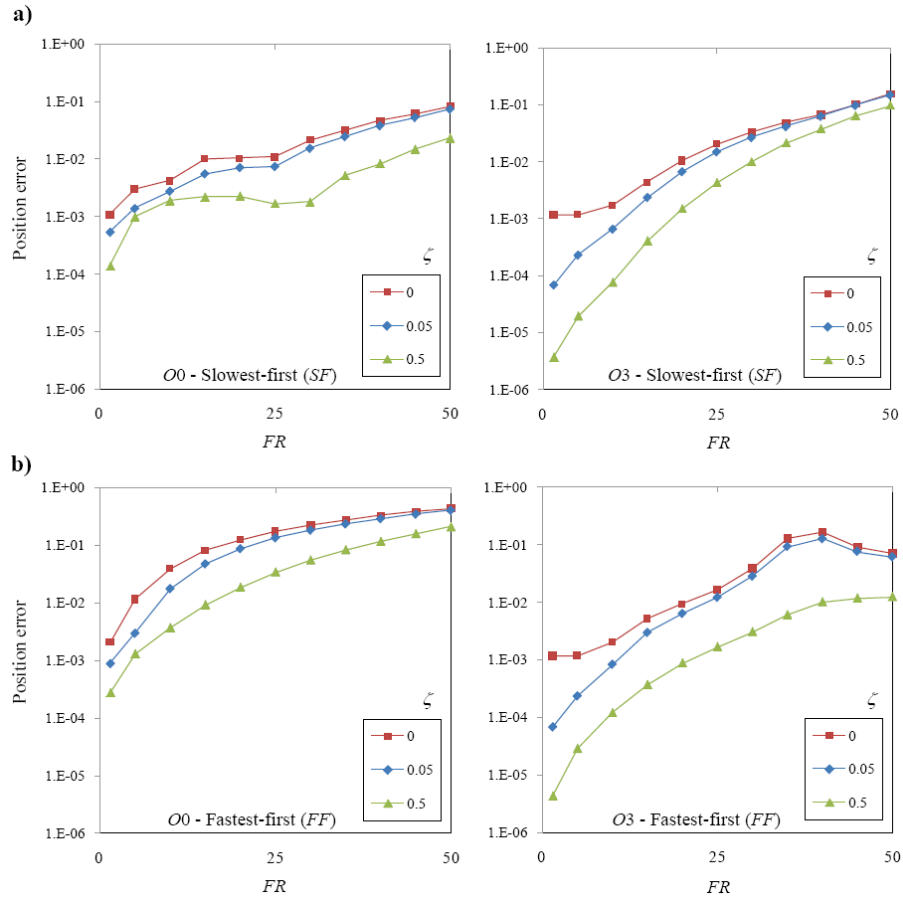 a)
1.E+00
1.E-01
1.E-02
1.E-03
1.E-04
1.E-05
1.E-06
Position error
ζ
0
0.05
0.5
O0 - Slowest-first (SF)
0
25
50
FR
1.E+00
1.E-01
1.E-02
1.E-03
1.E-04
1.E-05
1.E-06
ζ
0
0.05
0.5
O3 - Slowest-first (SF)
0
25
50
FR
b)
1.E+00
1.E-01
1.E-02
1.E-03
1.E-04
1.E-05
1.E-06
Position error
ζ
0
0.05
0.5
O0 - Fastest-first (FF)
0
25
50
FR
1.E+00
1.E-01
1.E-02
1.E-03
1.E-04
1.E-05
1.E-06
ζ
0
0.05
0.5
O3 - Fastest-first (FF)
0
25
50
FR